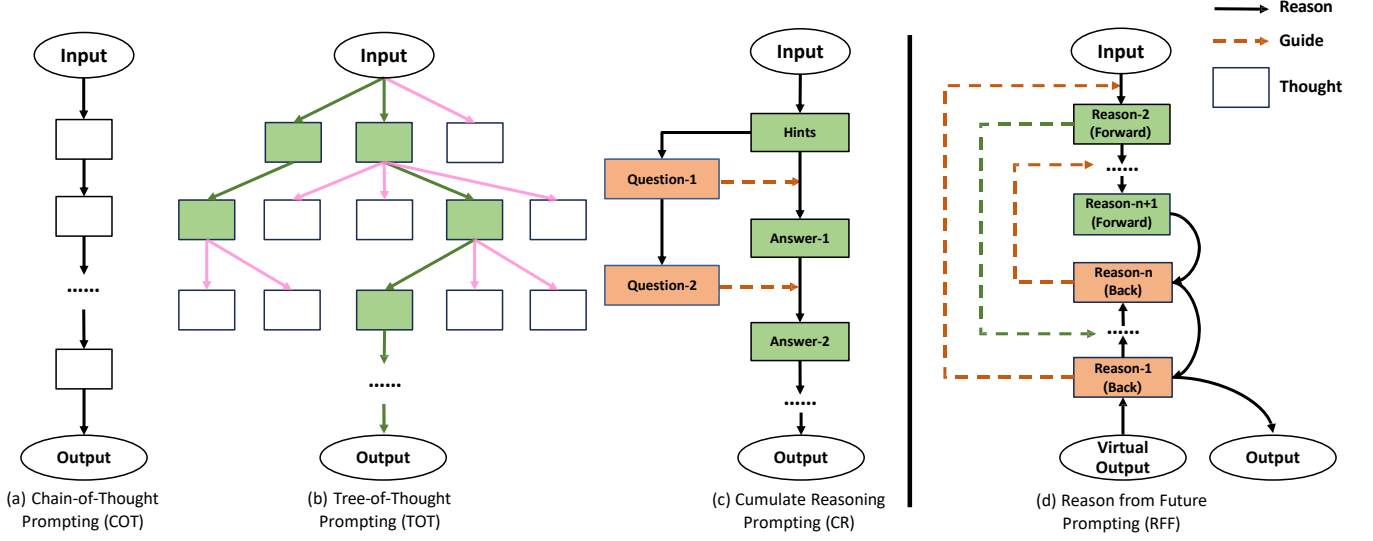 Input
......
Output
(a) Chain-of-Thought
Prompting (COT)
Input
......
Output
(b) Tree-of-Thought
Prompting (TOT)
Input
Hints
Question-1
Answer-1
Question-2
Answer-2
......
Output
(c) Cumulate Reasoning
Prompting (CR)
Reason
Guide
Thought
Input
Reason-2
(Forward)
......
Reason-n+1
(Forward)
Reason-n
(Back)
......
Reason-1
(Back)
Virtual
Output
Output
(d) Reason from Future
Prompting (RFF)